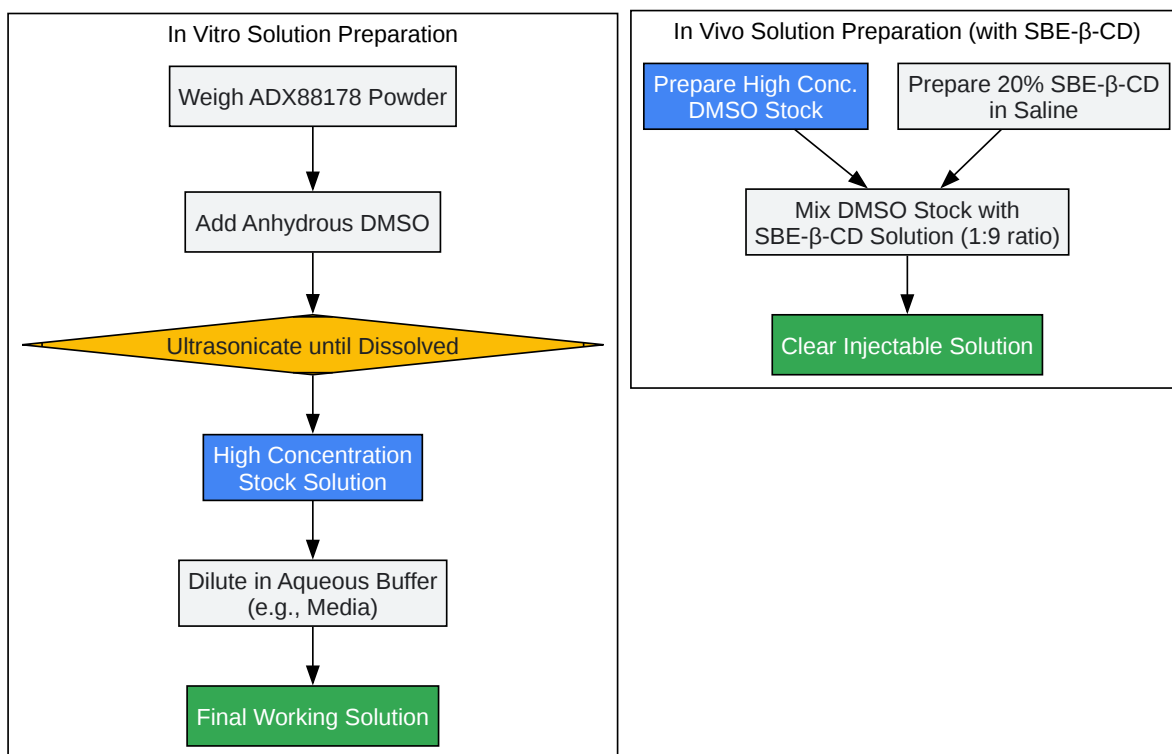 In Vitro Solution Preparation
Weigh ADX88178 Powder
Add Anhydrous DMSO
Ultrasonicate until Dissolved
High Concentration
Stock Solution
Dilute in Aqueous Buffer
(e.g., Media)
Final Working Solution
In Vivo Solution Preparation (with SBE-β-CD)
Prepare High Conc.
DMSO Stock
Prepare 20% SBE-β-CD
in Saline
Mix DMSO Stock with
SBE-β-CD Solution (1:9 ratio)
Clear Injectable Solution